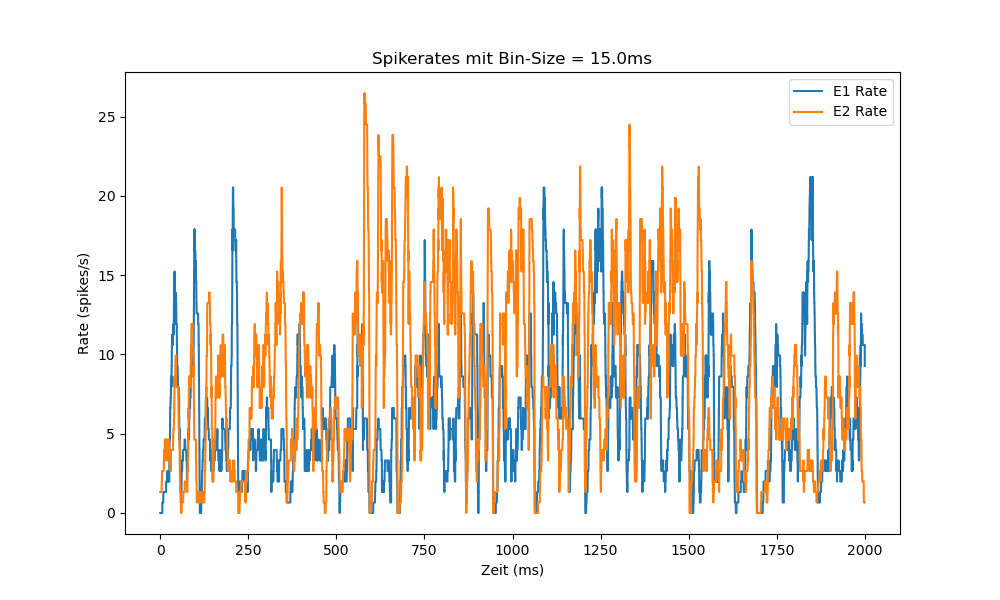 Spikerates mit Bin-Size = 15.0ms
E1 Rate
E2 Rate
25
20
15
10
5
0
Rate (spikes/s)
0 250 500 750 1000 1250 1500 1750 2000
Zeit (ms)